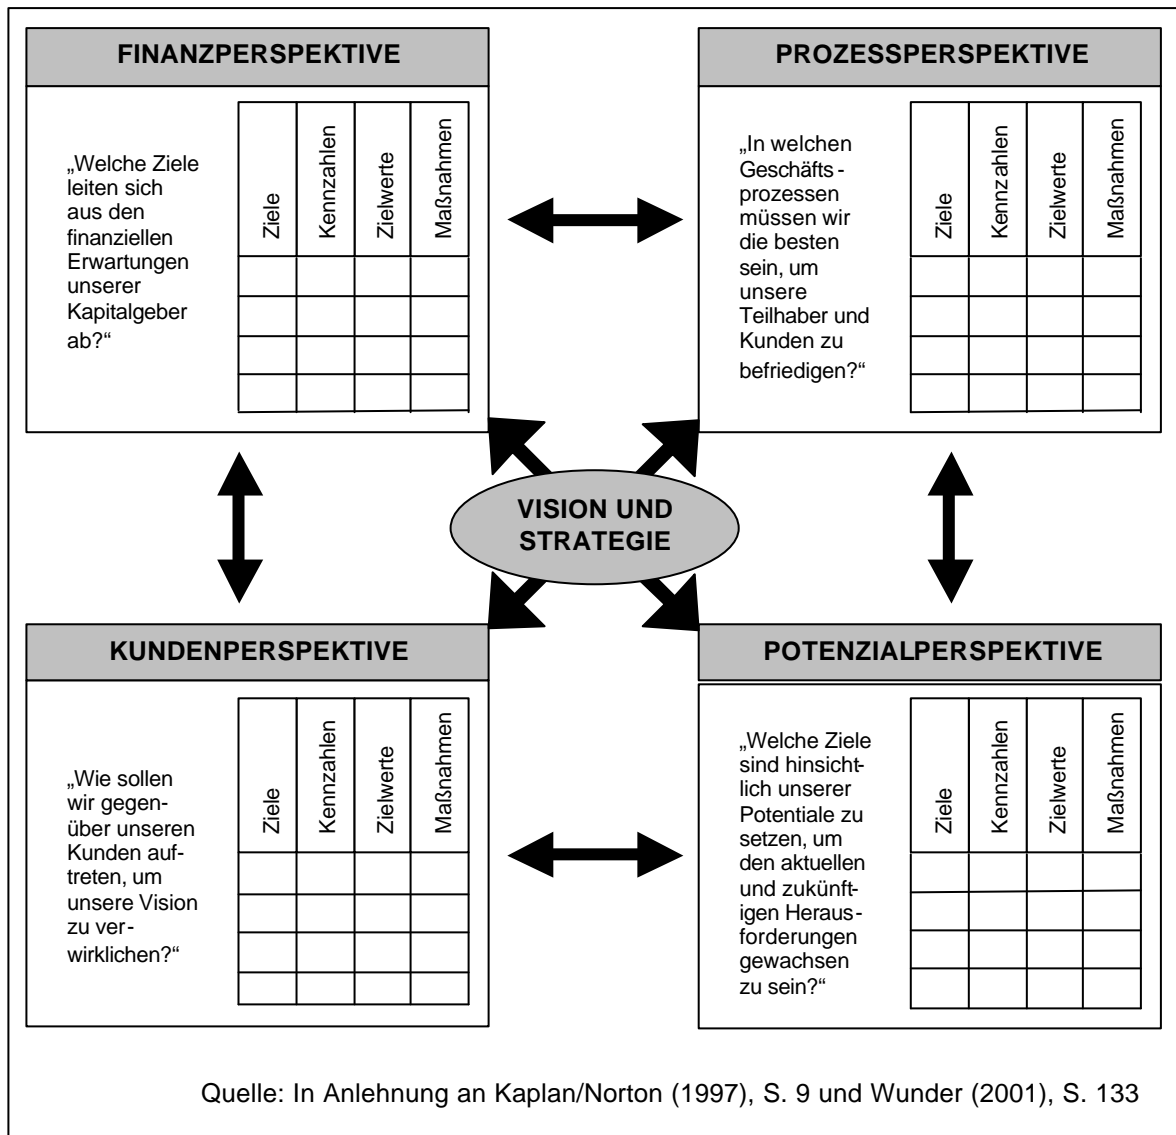 FINANZPERSPEKTIVE
„Welche Ziele
leiten sich
aus den
finanziellen
Erwartungen
unserer
Kapitalgeber
ab?“
Ziele
Kennzahlen
Zielwerte
Maßnahmen
PROZESSPERSPEKTIVE
„In welchen
Geschäfts-
prozessen
müssen wir
die besten
sein, um
unsere
Teilhaber und
Kunden zu
befriedigen?“
Ziele
Kennzahlen
Zielwerte
Maßnahmen
VISION UND
STRATEGIE
KUNDENPERSPEKTIVE
„Wie sollen
wir gegen-
über unseren
Kunden auf-
treten, um
unsere Vision
zu ver-
wirklichen?“
Ziele
Kennzahlen
Zielwerte
Maßnahmen
POTENZIALPERSPEKTIVE
„Welche Ziele
sind hinsicht-
lich unserer
Potentiale zu
setzen, um
den aktuellen
und zukünft-
igen Heraus-
forderungen
gewachsen
zu sein?“
Ziele
Kennzahlen
Zielwerte
Maßnahmen
Quelle: In Anlehnung an Kaplan/Norton (1997), S. 9 und Wunder (2001), S. 133